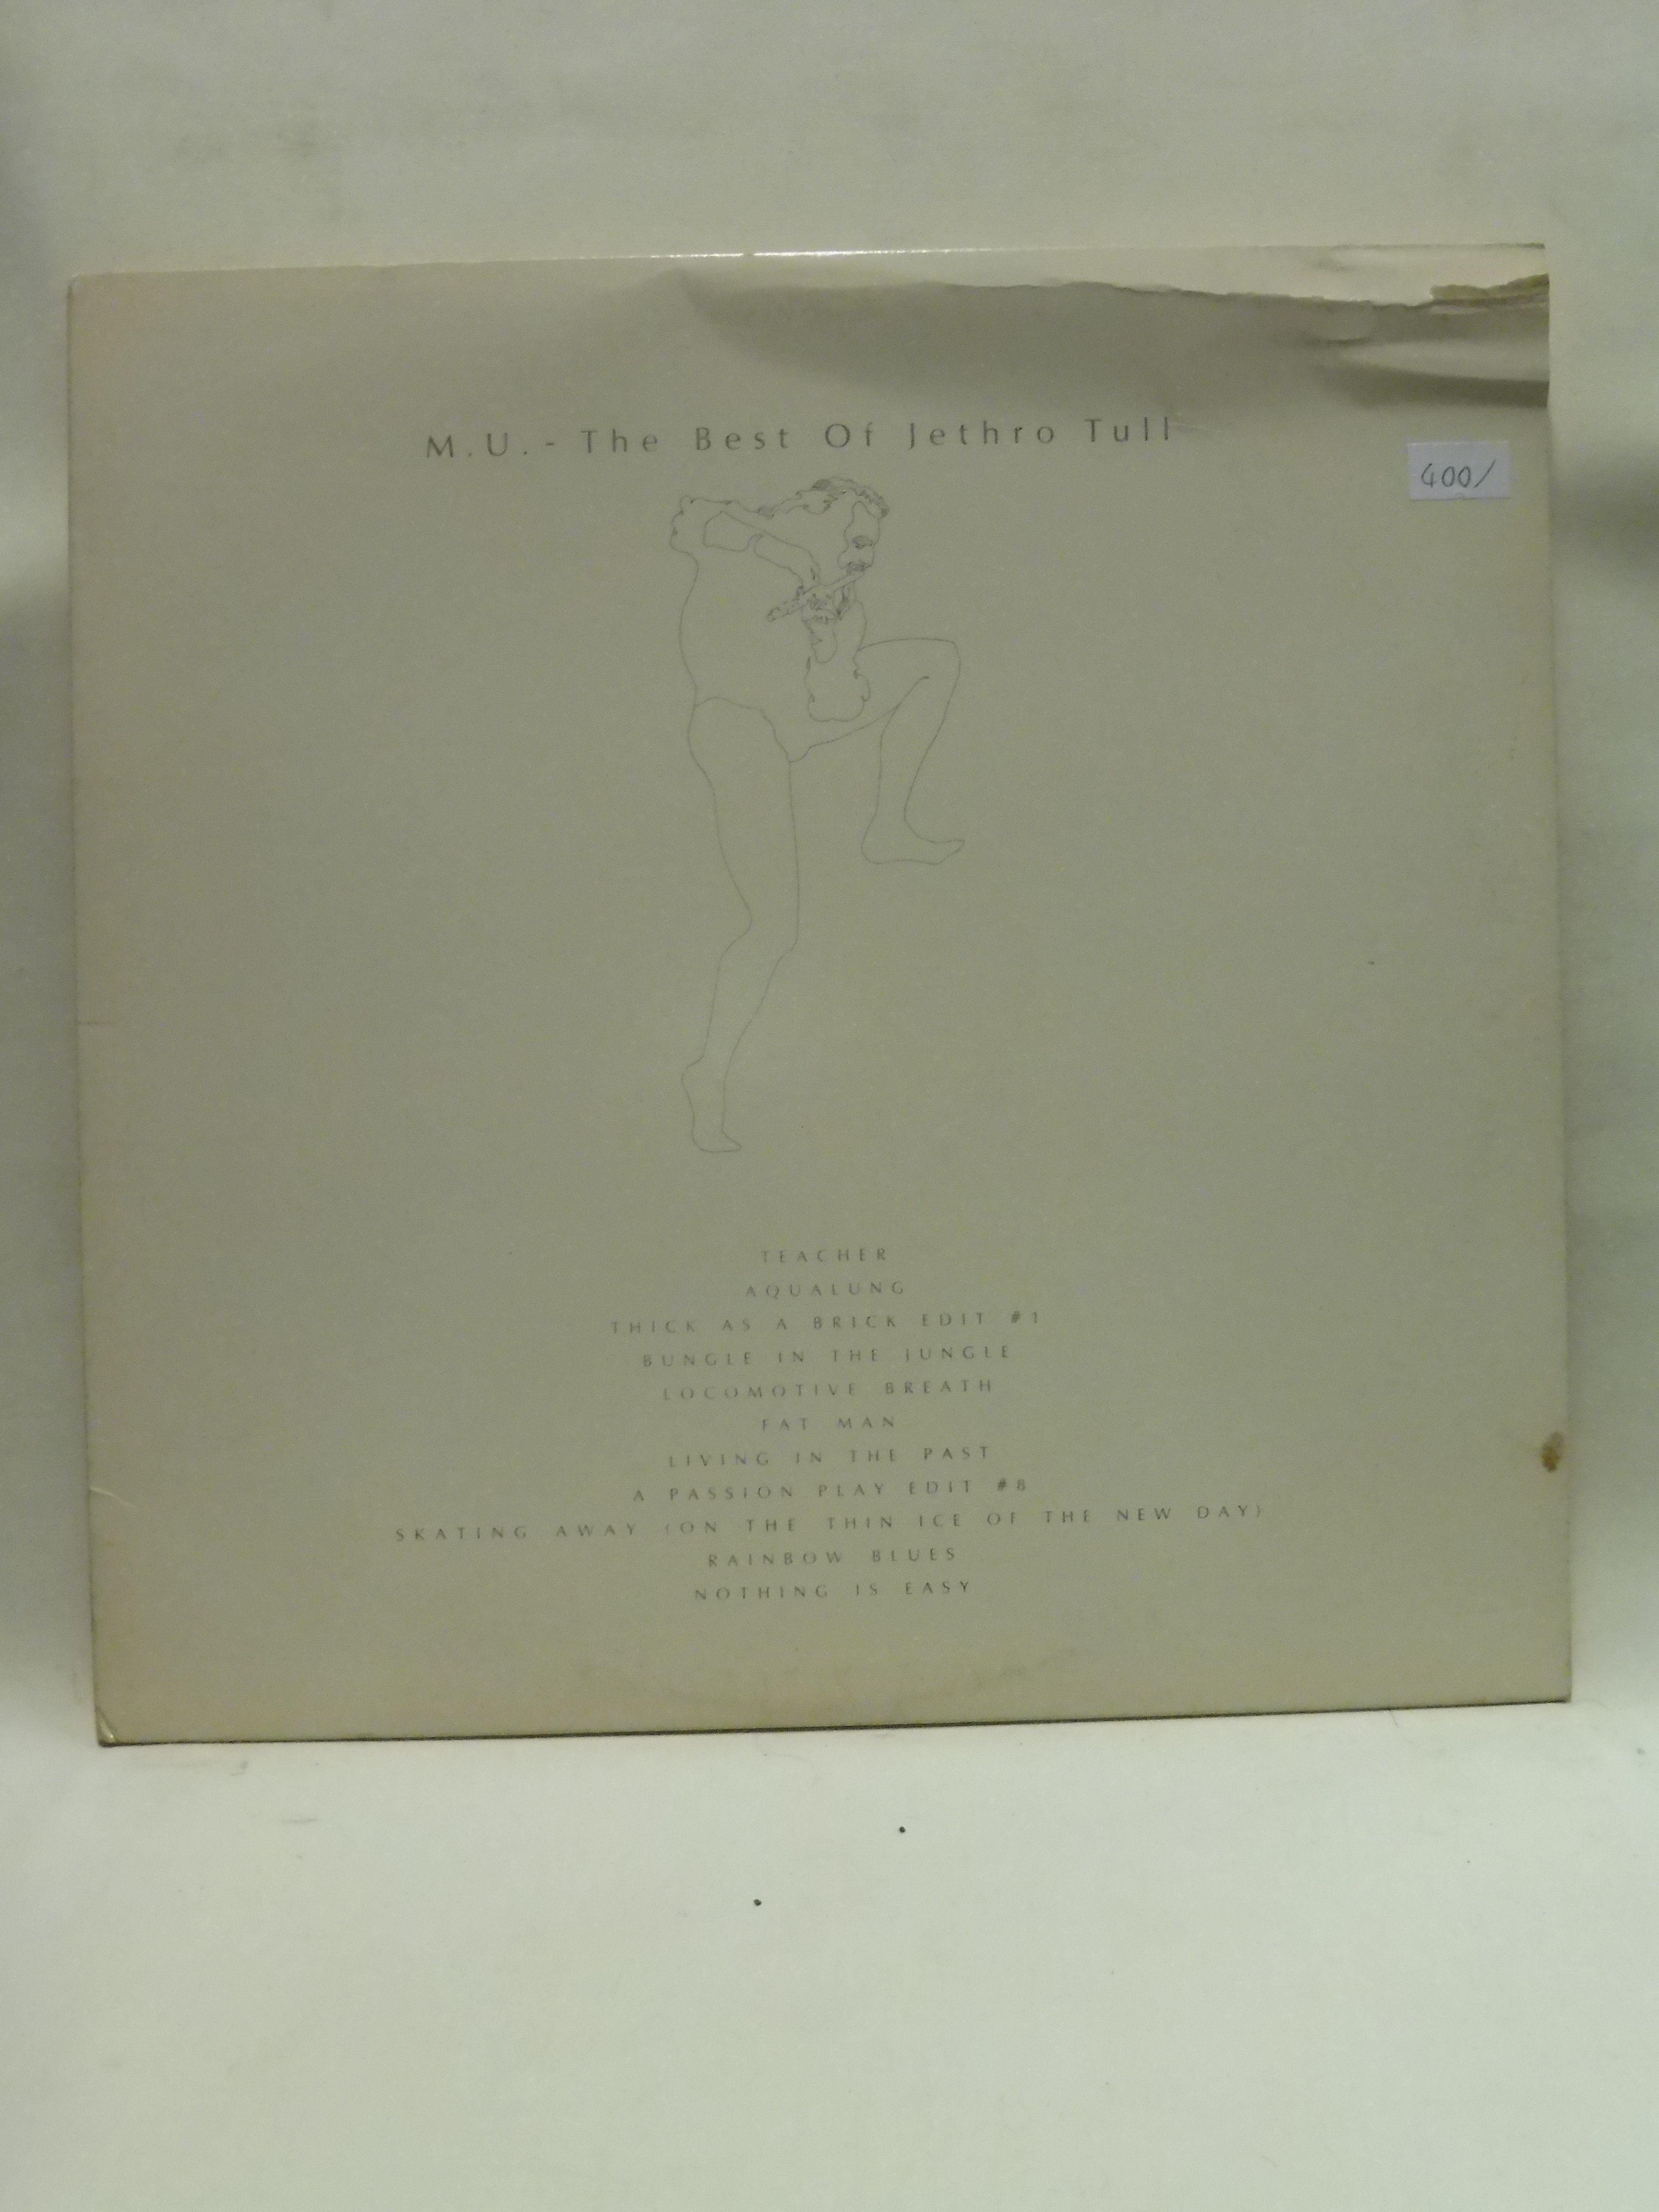 M.U. - The Best Of Jethro Tull
400/
TEACHER
AQUALUNG
THICK AS A BRICK EDIT #1
BUNGLE IN THE JUNGLE
LOCOMOTIVE BREATH
FAT MAN
LIVING IN THE PAST
A PASSION PLAY EDIT #8
SKATING AWAY (ON THE THIN ICE OF THE NEW DAY)
RAINBOW BLUES
NOTHING IS EASY